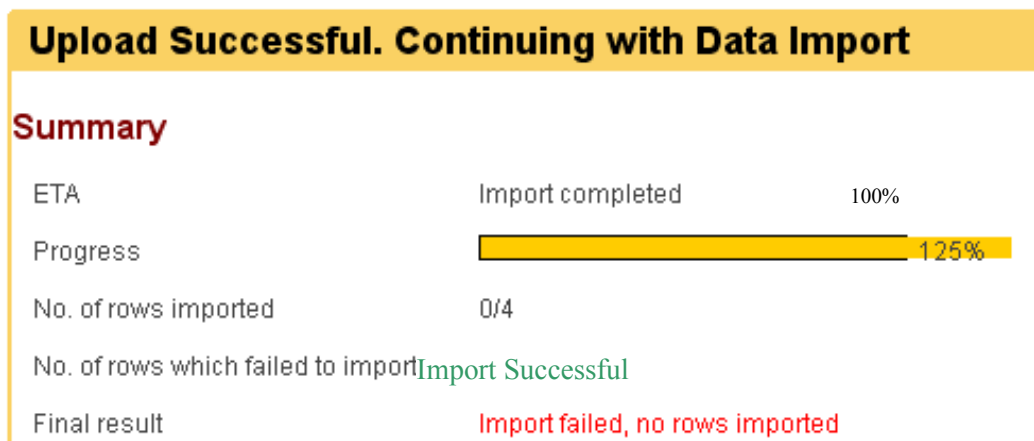 Upload Successful. Continuing with Data Import
Summary
ETA Import completed 100%
Progress 125%
No. of rows imported 0/4
No. of rows which failed to import Import Successful
Final result Import failed, no rows imported